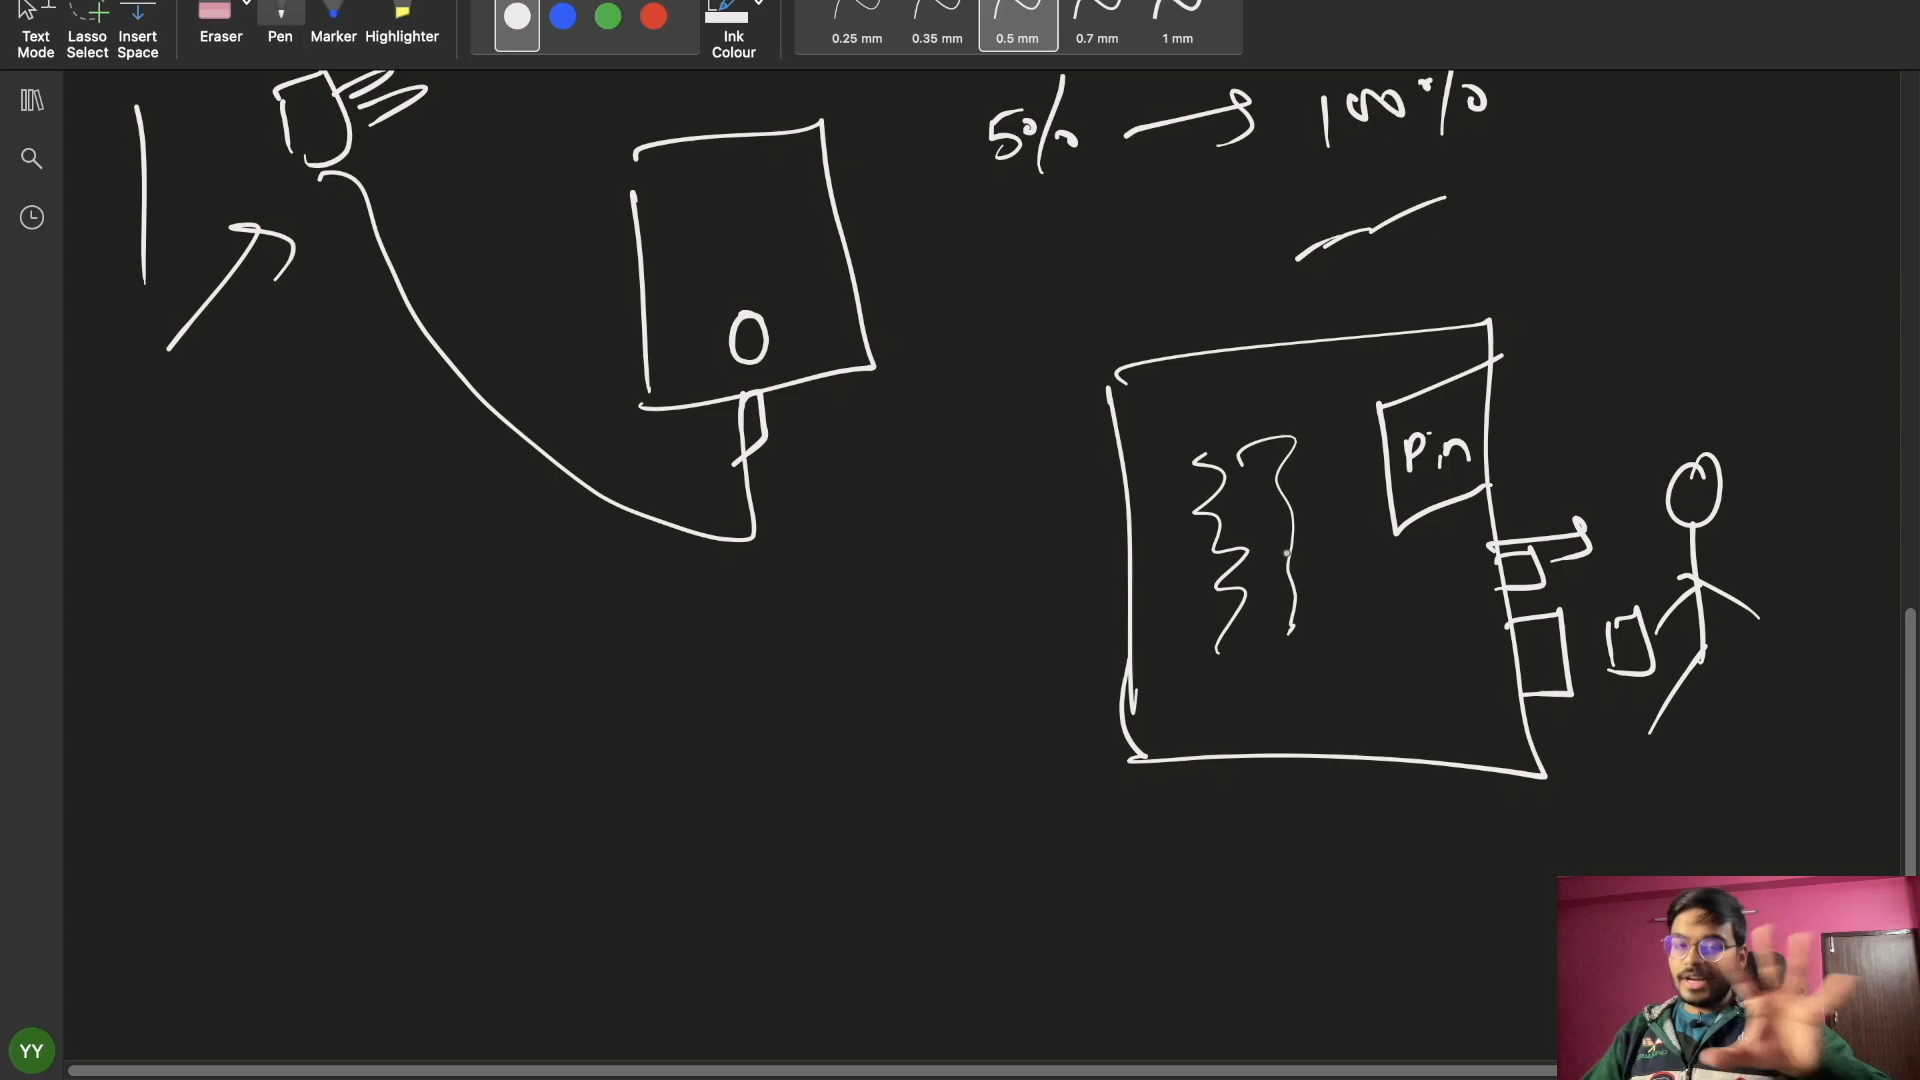 Text Mode
Lasso Select
Insert Space
Eraser
Pen
Marker
Highlighter
Ink Colour
0.25 mm
0.35 mm
0.5 mm
0.7 mm
1 mm
5% → 100%
Pin
YY